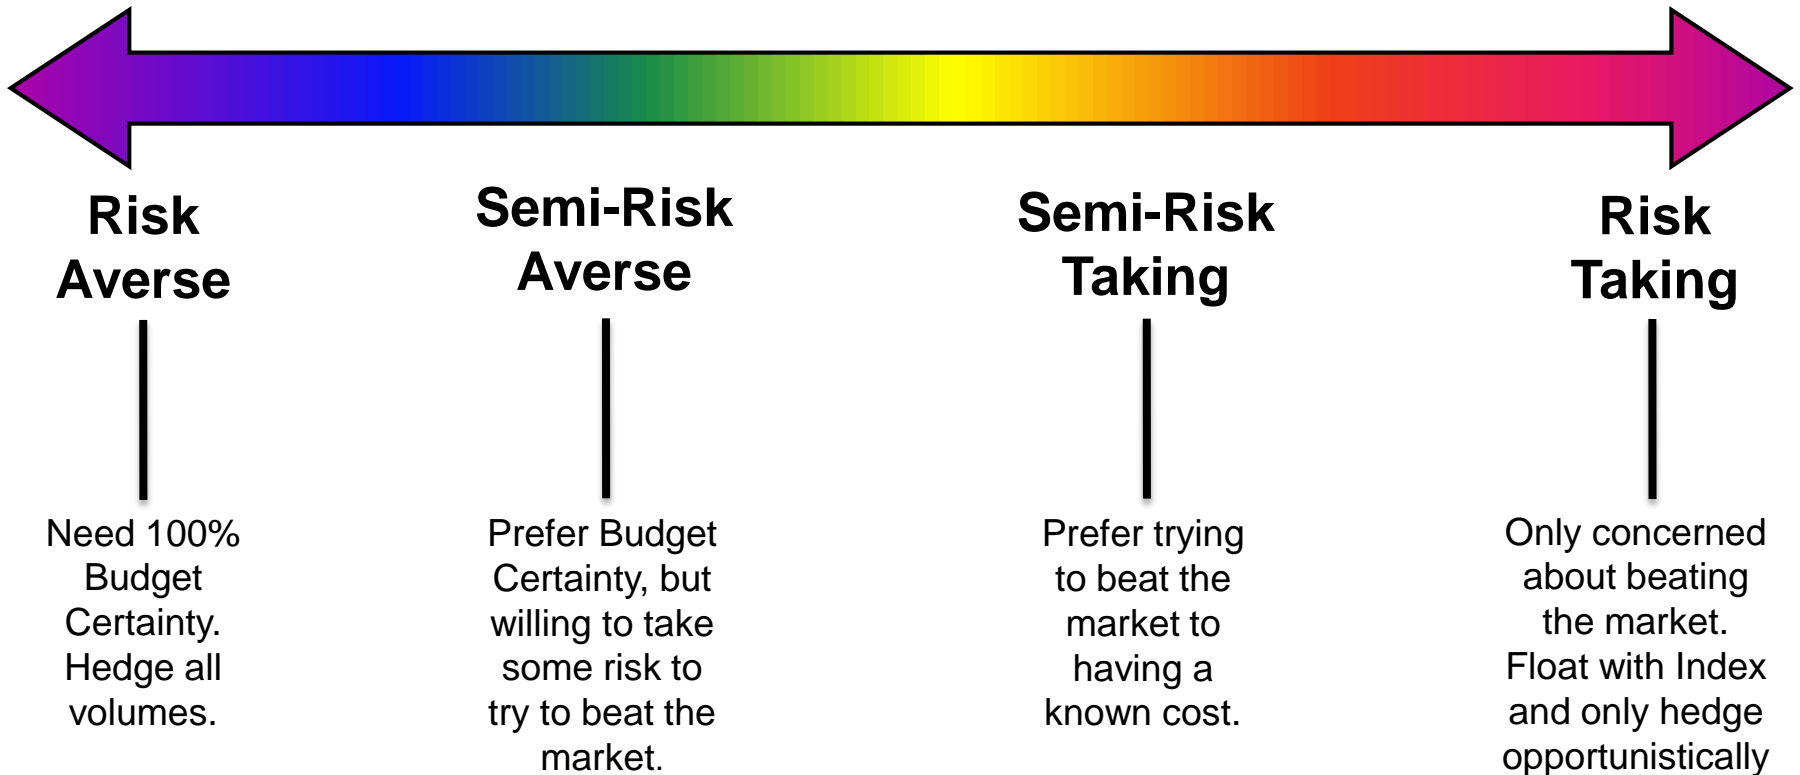 Risk
Averse
Semi-Risk
Averse
Semi-Risk
Taking
Risk
Taking
Need 100%
Budget
Certainty.
Hedge all
volumes.
Prefer Budget
Certainty, but
willing to take
some risk to
try to beat the
market.
Prefer trying
to beat the
market to
having a
known cost.
Only concerned
about beating
the market.
Float with Index
and only hedge
opportunistically